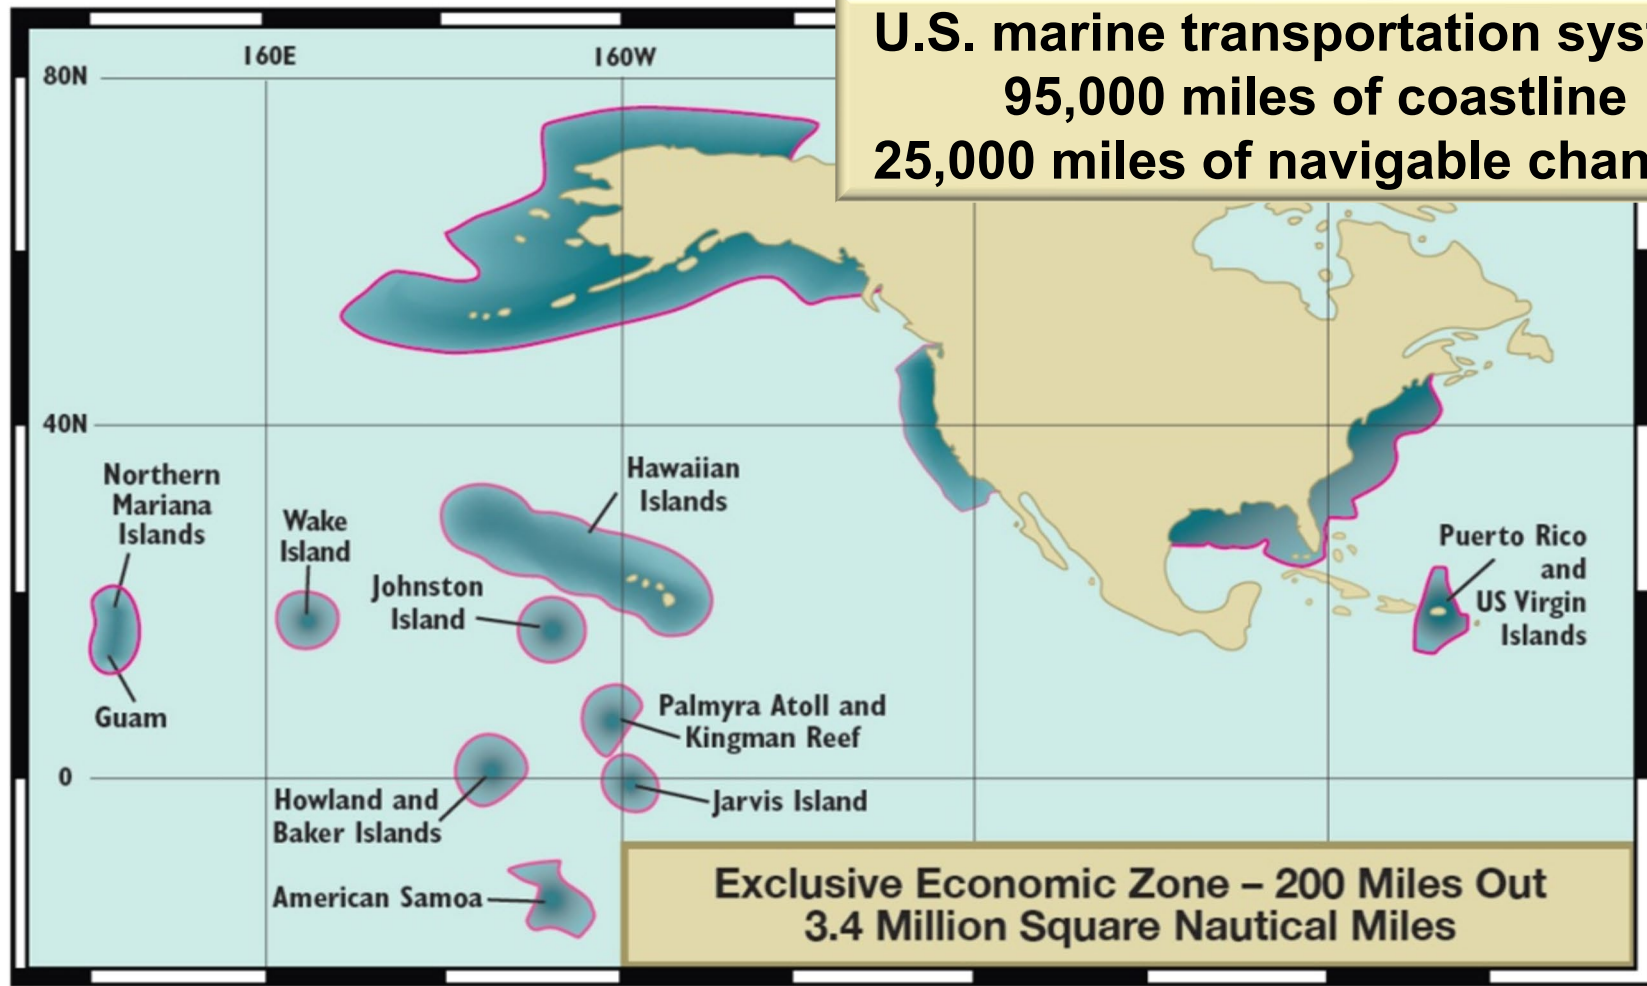 U.S. marine transportation
95,000 miles of coastline
25,000 miles of navigable
160E
160W
80N
40N
0
Northern
Mariana
Islands
Guam
Wake
Island
Johnston
Island
Hawaiian
Islands
Palmyra Atoll and
Kingman Reef
Jarvis Island
Howland and
Baker Islands
American Samoa
Puerto Rico
and
US Virgin
Islands
Exclusive Economic Zone – 200 Miles Out
3.4 Million Square Nautical Miles